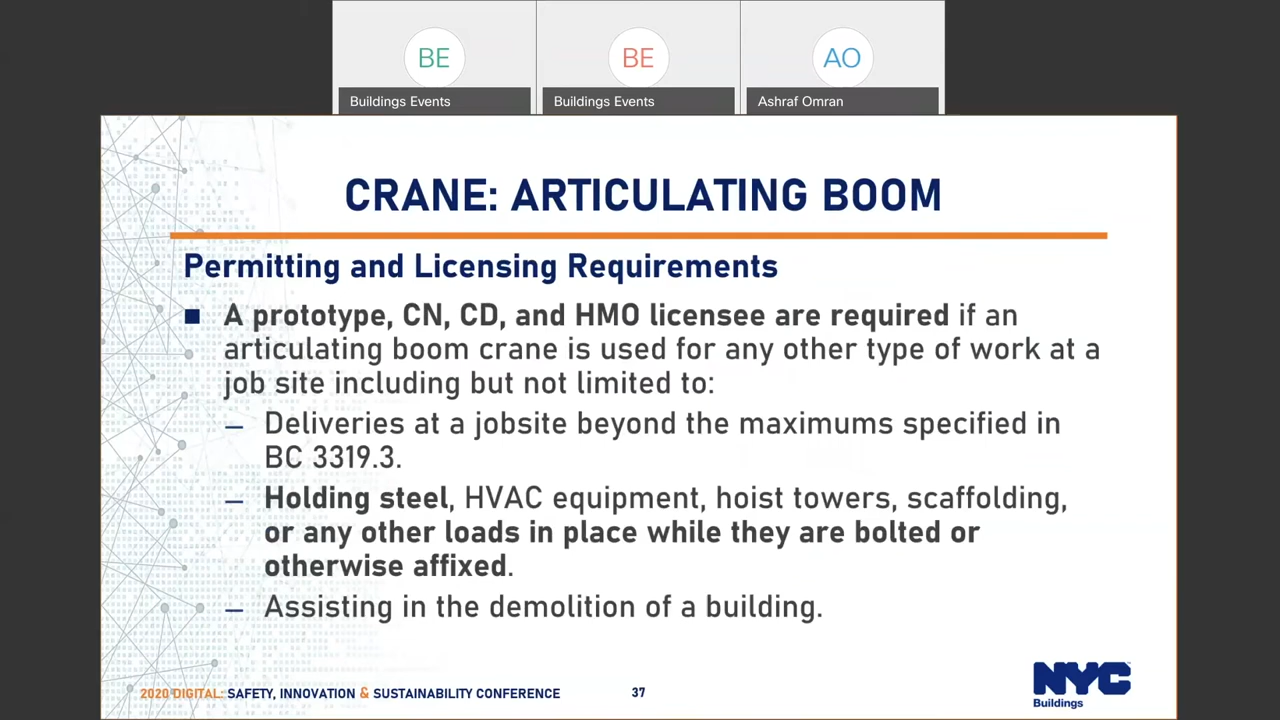 BE
BE
AO
Buildings Events
Buildings Events
Ashraf Omran
CRANE: ARTICULATING BOOM
Permitting and Licensing Requirements
■ A prototype, CN, CD, and HMO licensee are required if an
articulating boom crane is used for any other type of work at a
job site including but not limited to:
– Deliveries at a jobsite beyond the maximums specified in
BC 3319.3.
– Holding steel, HVAC equipment, hoist towers, scaffolding,
or any other loads in place while they are bolted or
otherwise affixed.
– Assisting in the demolition of a building.
2020 DIGITAL: SAFETY, INNOVATION & SUSTAINABILITY CONFERENCE
37
NYC
Buildings